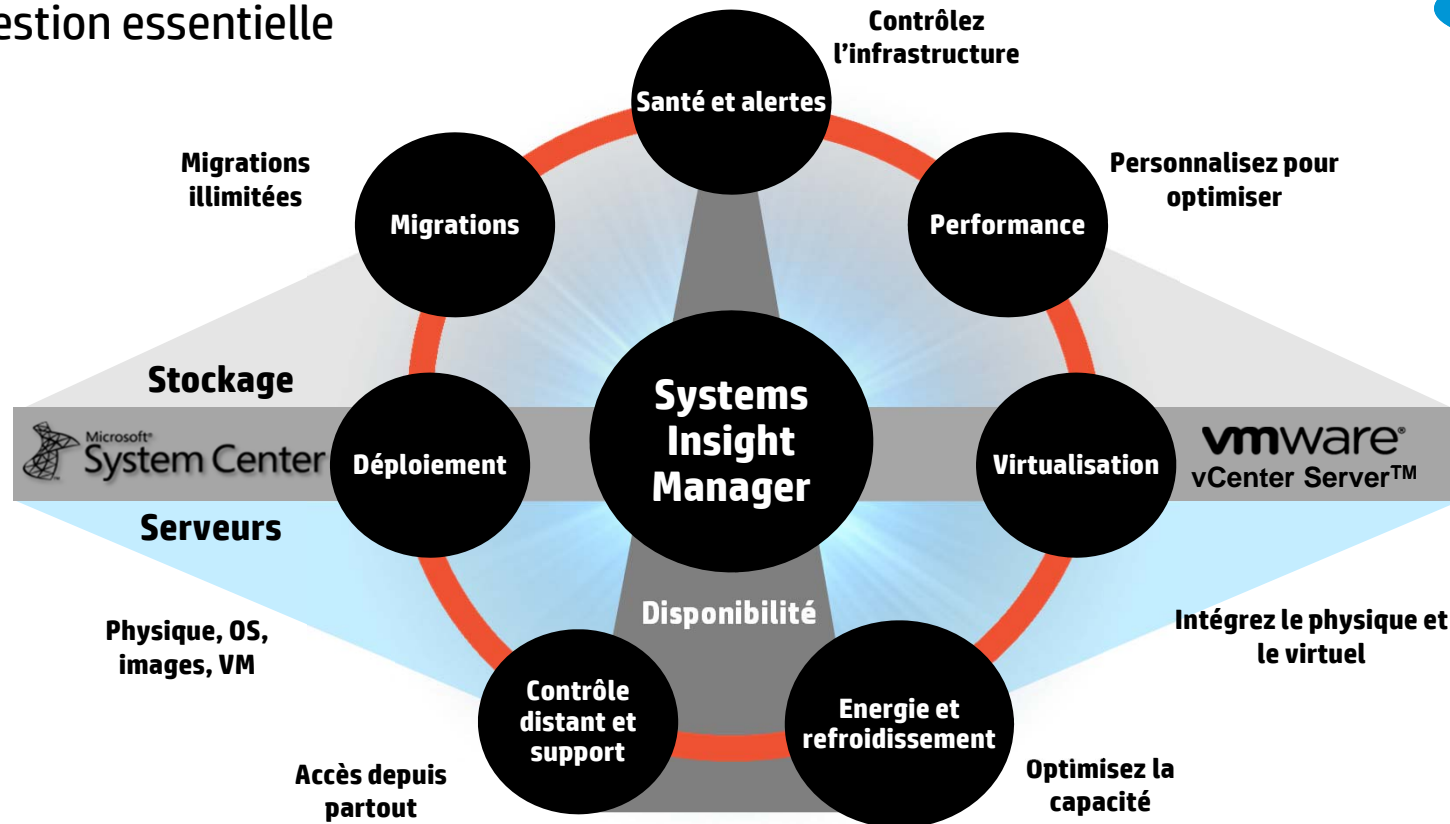 estion essentielle
Contrôlez
l'infrastructure
Santé et alertes
Migrations
illimitées
Migrations
Personnalisez pour
optimiser
Performance
Stockage
Microsoft®
System Center
Déploiement
Systems
Insight
Manager
Virtualisation
vmware®
vCenter Server™
Serveurs
Disponibilité
Physique, OS,
images, VM
Intégrez le physique et
le virtuel
Contrôle
distant et
support
Energie et
refroidissement
Accès depuis
partout
Optimisez la
capacité